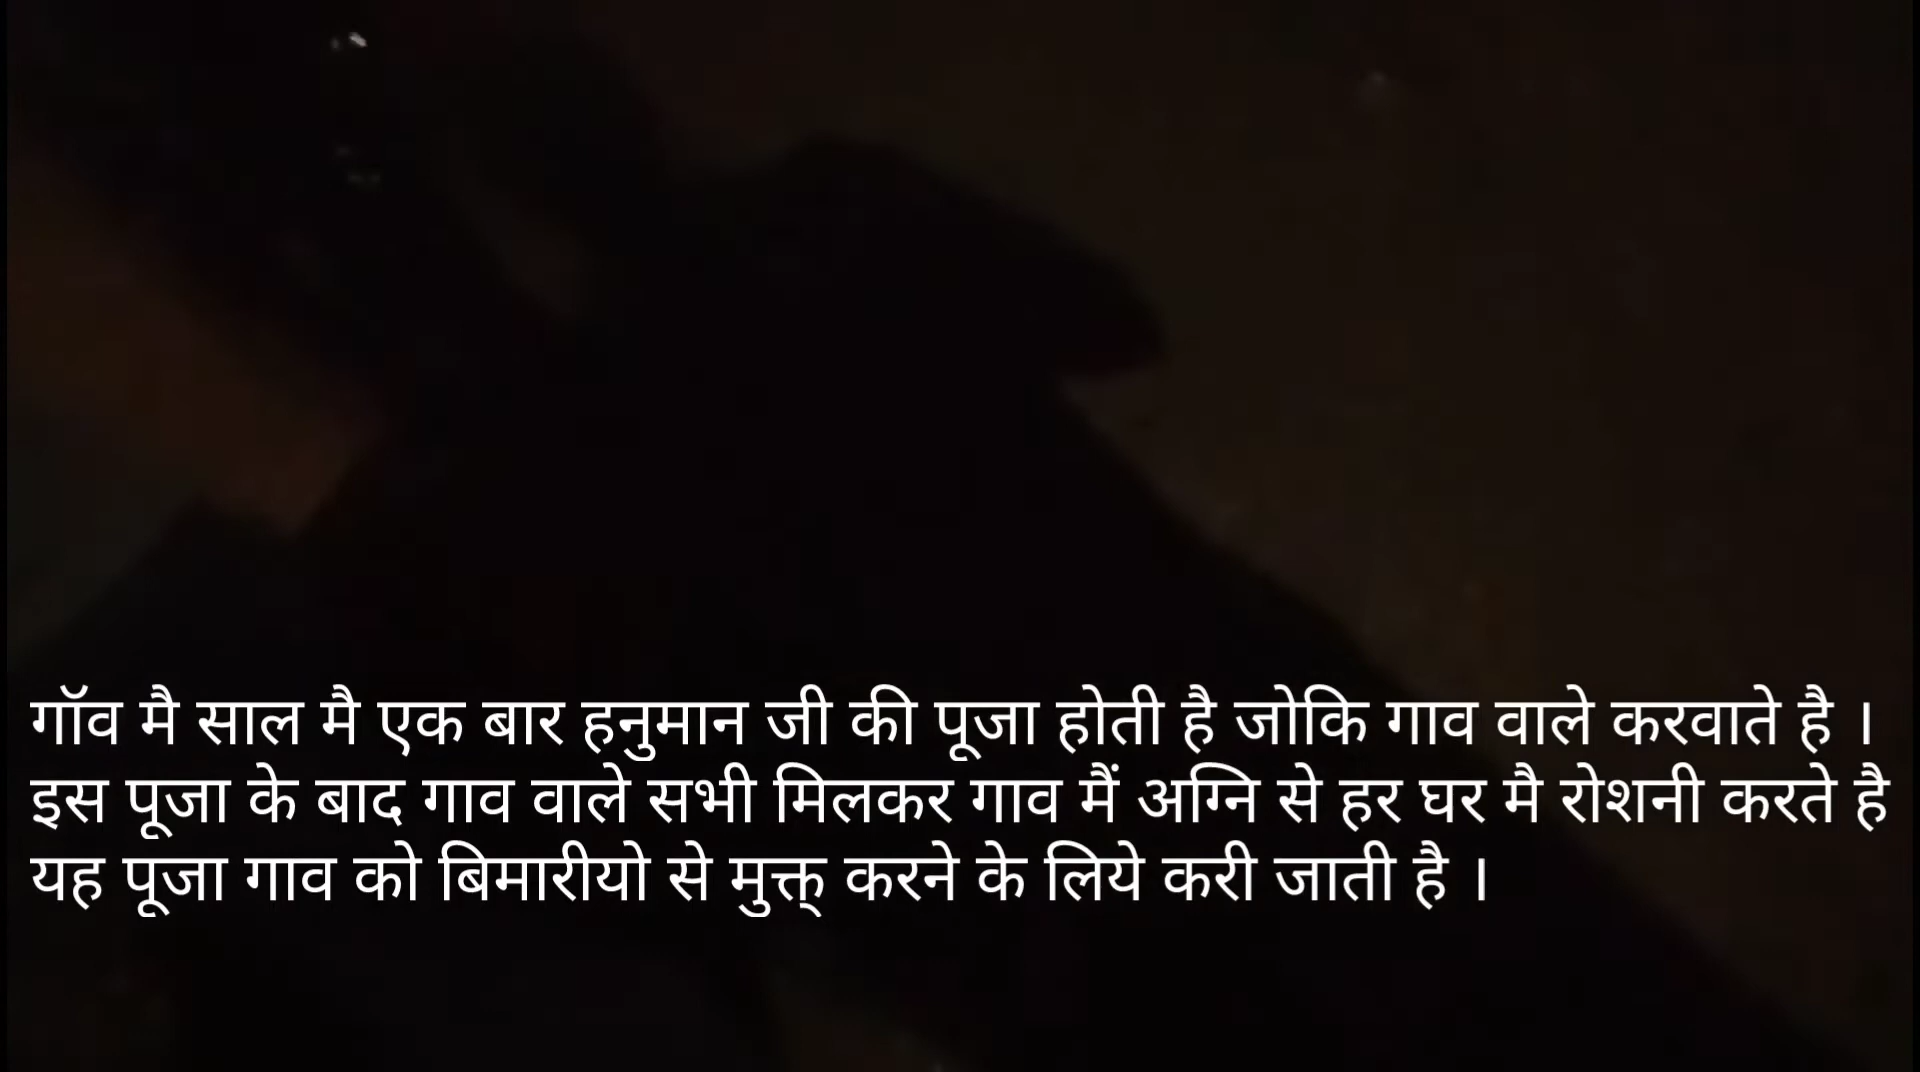 गॉव मै साल मै एक बार हनुमान जी की पूजा होती है जोकि गाव वाले करवाते है ।
इस पूजा के बाद गाव वाले सभी मिलकर गाव मैं अग्नि से हर घर मै रोशनी करते है
यह पूजा गाव को बिमारीयो से मुक्त् करने के लिये करी जाती है ।